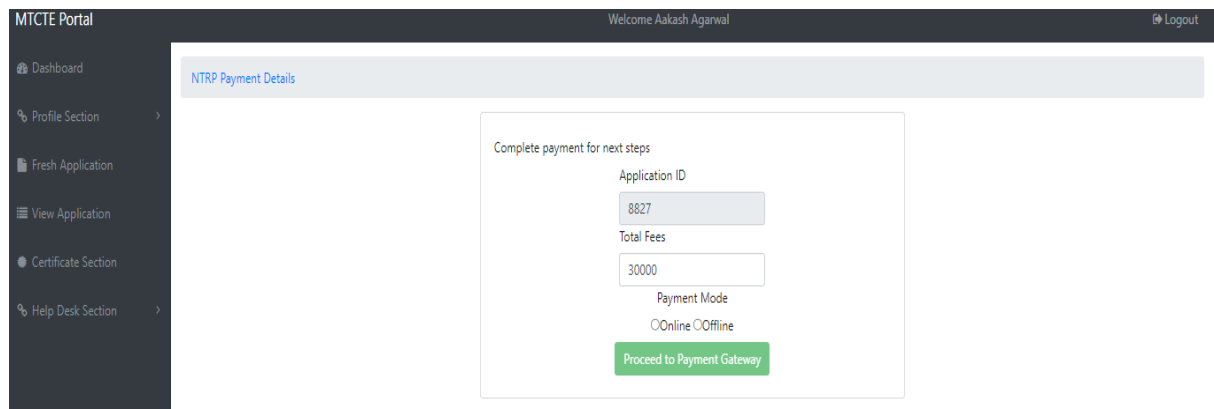 MTCTE Portal
Welcome Aakash Agarwal
Logout
Dashboard
Profile Section
Fresh Application
View Application
Certificate Section
Help Desk Section
NTRP Payment Details
Complete payment for next steps
Application ID
8827
Total Fees
30000
Payment Mode
Online Offline
Proceed to Payment Gateway